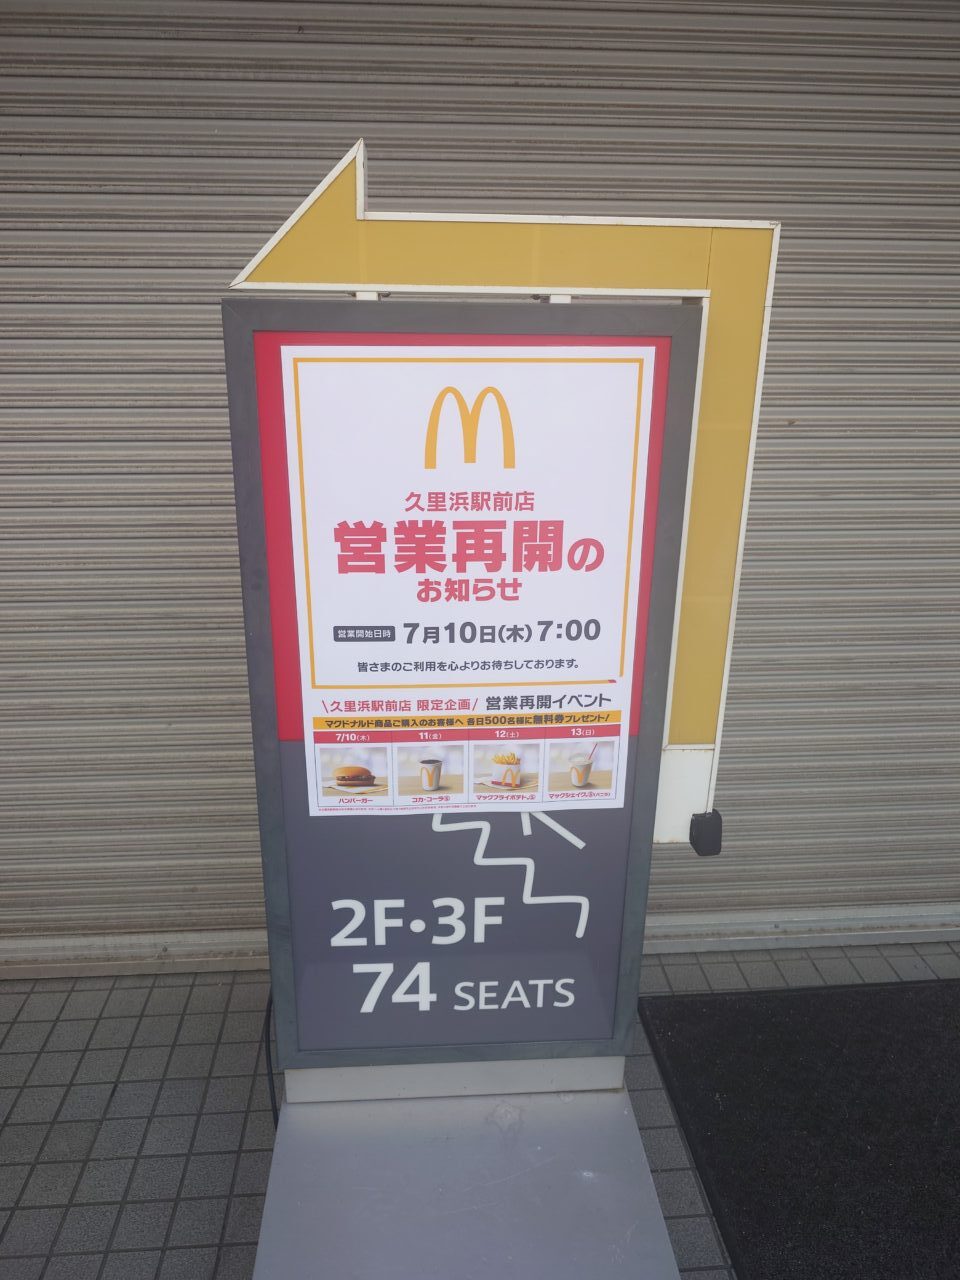 久里浜駅前店
営業再開の
お知らせ
営業開始日時 7月10日(木) 7:00
皆さまのご利用を心よりお待ちしております。
\久里浜駅前店 限定企画/ 営業再開イベント
マクドナルド商品ご購入のお客様へ 各日500名様に無料券プレゼント!
7/10(木) 11(金) 12(土) 13(日)
ハンバーガー コカ・コーラⓈ マックフライポテト®Ⓢ マックシェイク®Ⓢ(バニラ)
2F・3F
74 SEATS